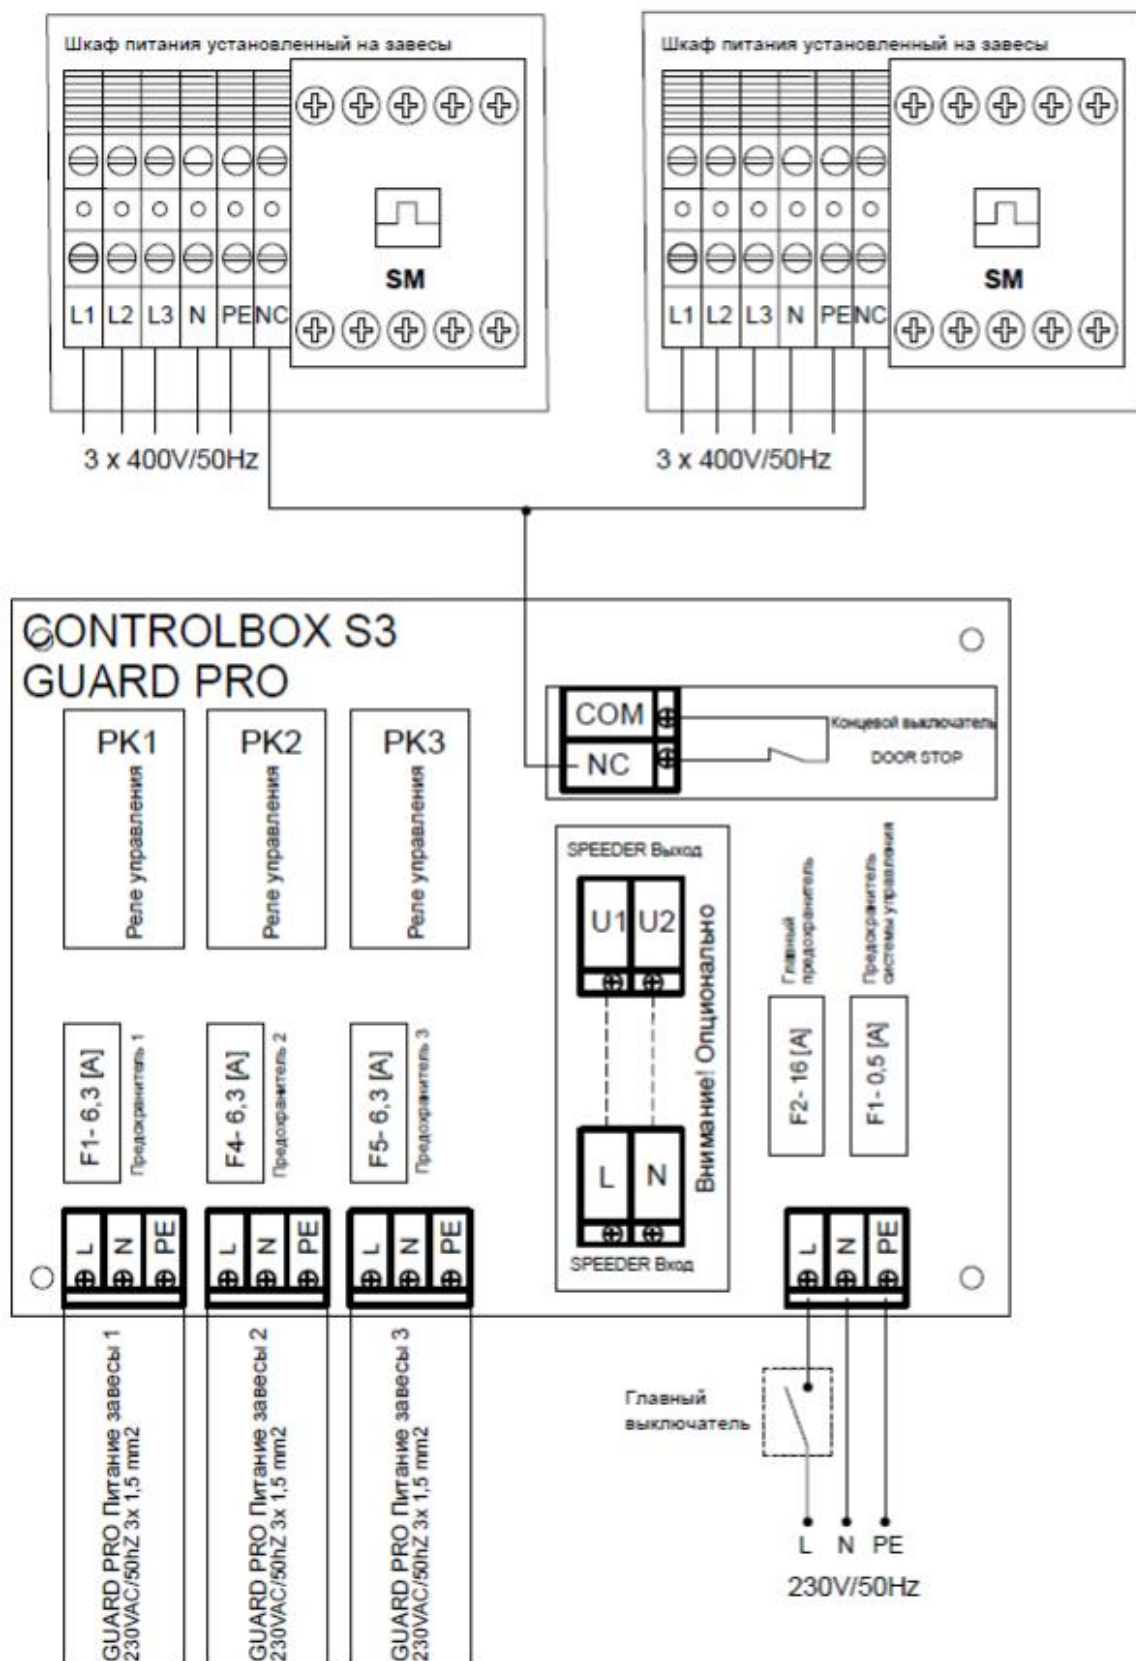 Шкаф питания установленный на завесы
SM
L1 L2 L3 N PE NC
3 x 400V/50Hz
Шкаф питания установленный на завесы
SM
L1 L2 L3 N PE NC
3 x 400V/50Hz
CONTROLBOX S3
GUARD PRO
PK1
Реле управления
PK2
Реле управления
PK3
Реле управления
COM
NC
Концевой выключатель
DOOR STOP
SPEEDER Выход
U1 U2
L N
SPEEDER Вход
Внимание! Опционально
Главный
предохранитель
F2- 16 [A]
Предохранитель
системы управления
F1- 0,5 [A]
F1- 6,3 [A]
Предохранитель 1
F4- 6,3 [A]
Предохранитель 2
F5- 6,3 [A]
Предохранитель 3
L N PE
L N PE
L N PE
L N PE
GUARD PRO Питание завесы 1
230VAC/50hZ 3x 1,5 mm2
GUARD PRO Питание завесы 2
230VAC/50hZ 3x 1,5 mm2
GUARD PRO Питание завесы 3
230VAC/50hZ 3x 1,5 mm2
Главный
выключатель
L N PE
230V/50Hz